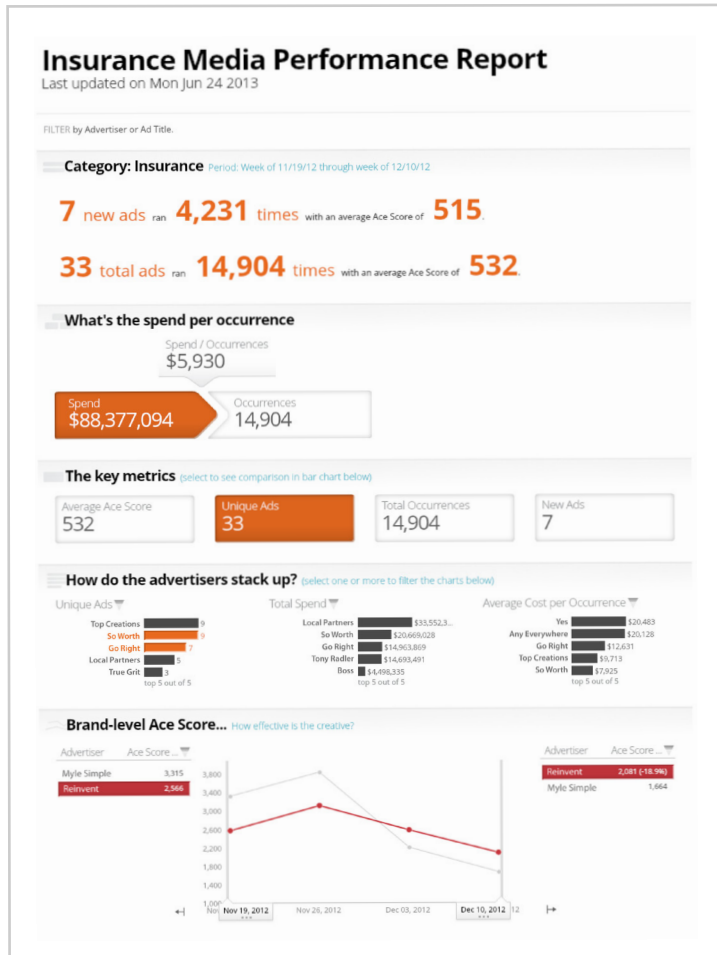 Insurance Media Performance Report
Last updated on Mon Jun 24 2013
FILTER by Advertiser or Ad Title.
Category: Insurance Period: Week of 11/19/12 through week of 12/10/12
7 new ads ran 4,231 times with an average Ace Score of 515.
33 total ads ran 14,904 times with an average Ace Score of 532.
What's the spend per occurrence
Spend / Occurrences
$5,930
Spend
$88,377,094
Occurrences
14,904
The key metrics (select to see comparison in bar chart below)
Average Ace Score
532
Unique Ads
33
Total Occurrences
14,904
New Ads
7
How do the advertisers stack up? (select one or more to filter the charts below)
Unique Ads
Top Creations 9
So Worth 9
Go Right 7
Local Partners 5
True Grit 3
top 5 out of 5
Total Spend
Local Partners $33,552,3...
So Worth $20,669,028
Go Right $14,963,869
Tony Radler $14,693,491
Boss $4,498,335
top 5 out of 5
Average Cost per Occurrence
Yes $20,483
Any Everywhere $20,128
Go Right $12,631
Top Creations $9,713
So Worth $7,925
top 5 out of 5
Brand-level Ace Score... How effective is the creative?
Advertiser Ace Score...
Myle Simple 3,315
Reinvent 2,566
3,800
3,400
3,000
2,600
2,200
1,800
1,400
1,000
Nov Nov 19, 2012 Nov 26, 2012 Dec 03, 2012 Dec 10, 2012 12
Advertiser Ace Score...
Reinvent 2,081 (-18.9%)
Myle Simple 1,664